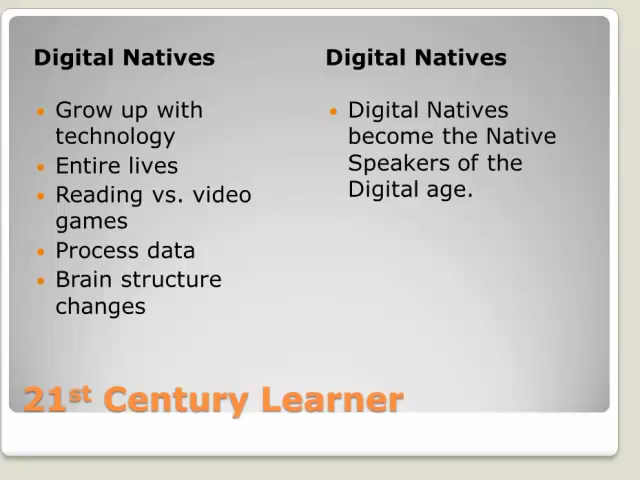 Digital Natives
• Grow up with
technology
• Entire lives
• Reading vs. video
games
• Process data
• Brain structure
changes
Digital Natives
• Digital Natives
become the Native
Speakers of the
Digital age.
21st Century Learner